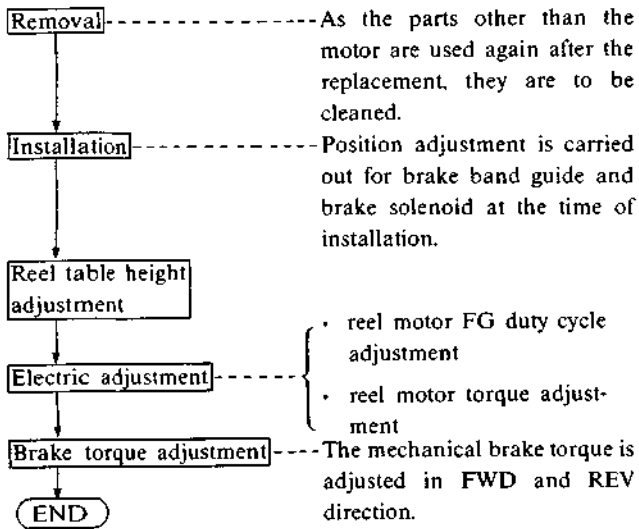 Removal
As the parts other than the
motor are used again after the
replacement, they are to be
cleaned.
Installation
Position adjustment is carried
out for brake band guide and
brake solenoid at the time of
installation.
Reel table height
adjustment
Electric adjustment
• reel motor FG duty cycle
adjustment
• reel motor torque adjust-
ment
Brake torque adjustment
The mechanical brake torque is
adjusted in FWD and REV
direction.
END